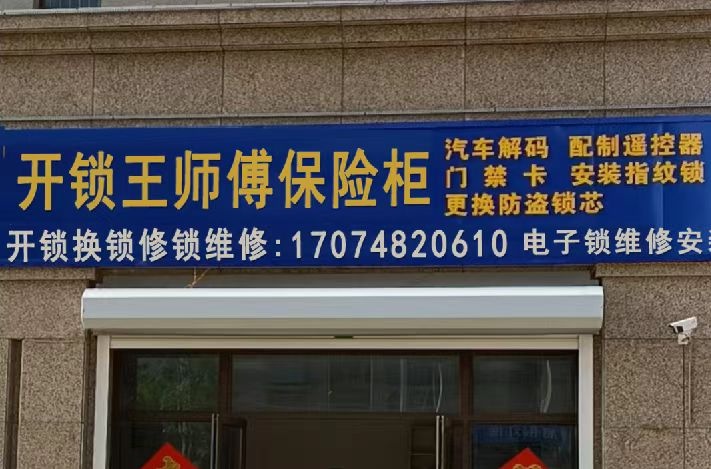 开锁王师傅保险柜
汽车解码 配制遥控器
门禁卡 安装指纹锁
更换防盗锁芯
开锁换锁修锁维修:17074820610 电子锁维修安